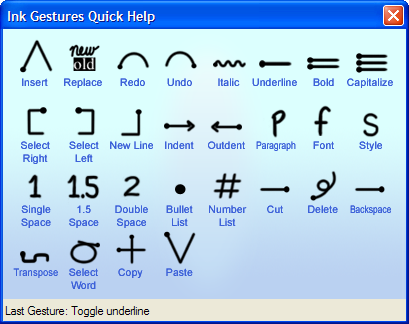 Ink Gestures Quick Help
new
old
Insert Replace Redo Undo Italic Underline Bold Capitalize
P f S
Select Right Select Left New Line Indent Outdent Paragraph Font Style
1 1.5 2 #
Single Space 1.5 Space Double Space Bullet List Number List Cut Delete Backspace
Transpose Select Word Copy Paste
Last Gesture: Toggle underline